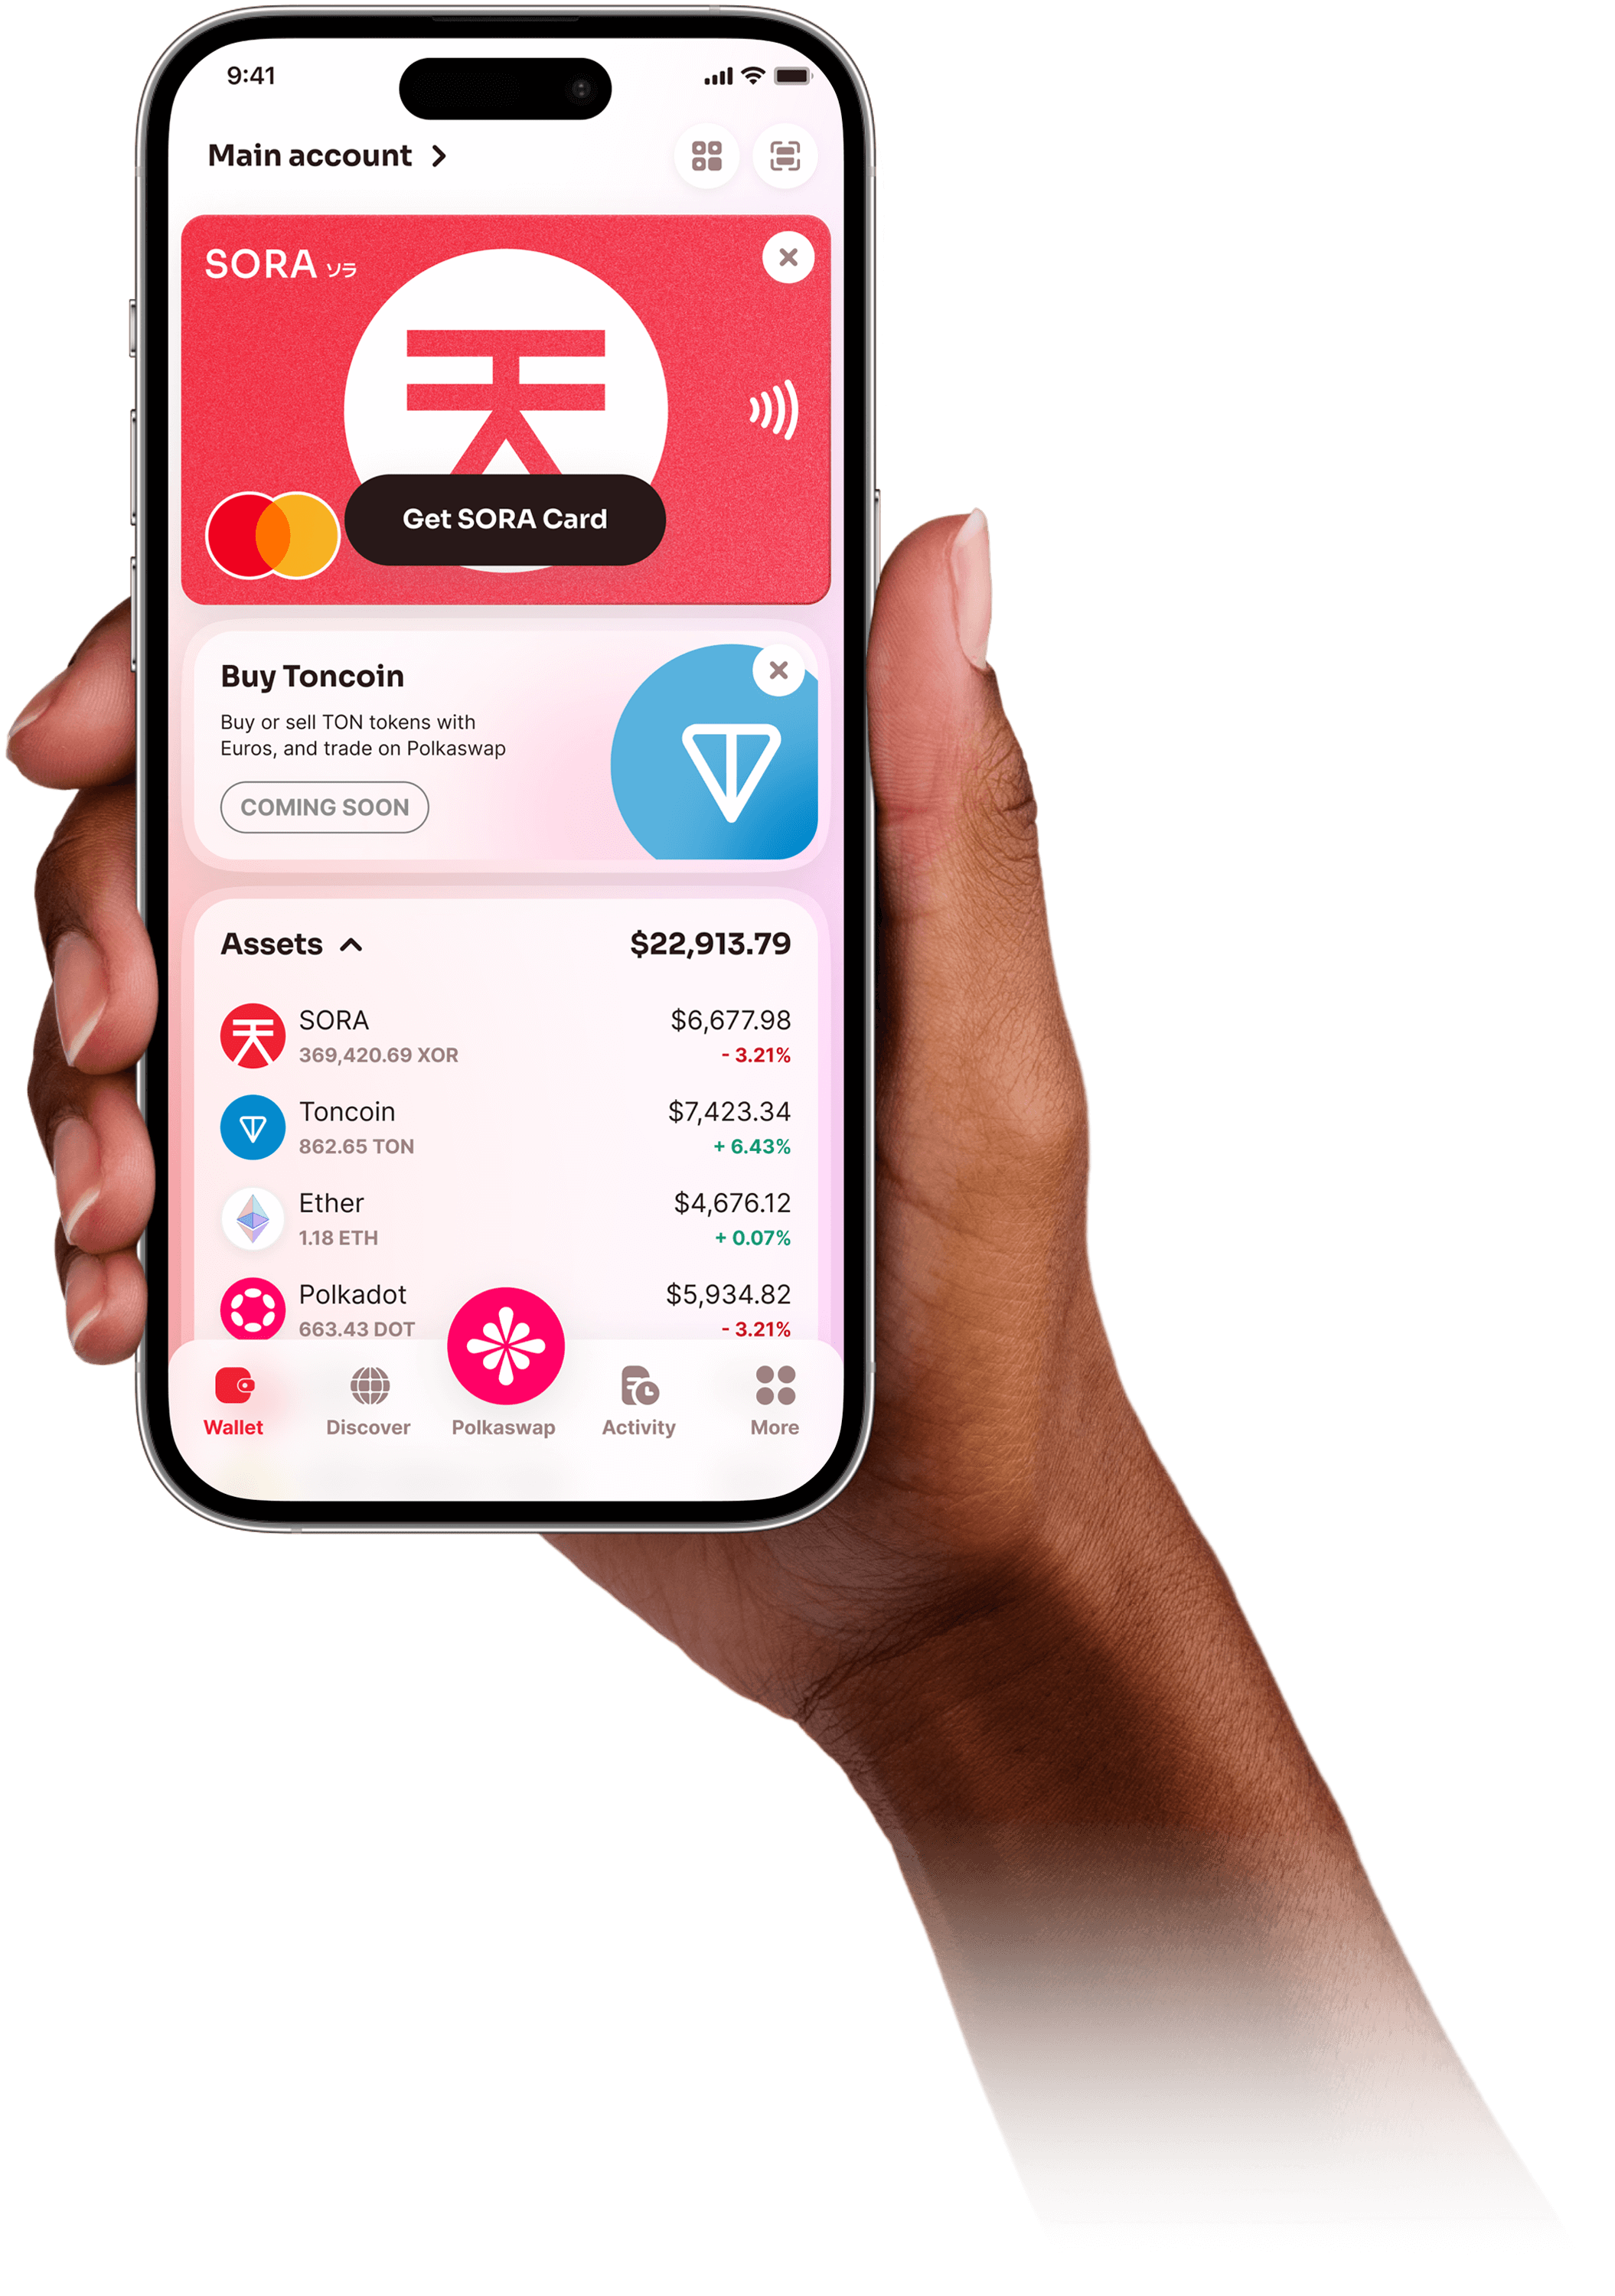 9:41
Main account
SORA ソラ
天
Get SORA Card
Buy Toncoin
Buy or sell TON tokens with
Euros, and trade on Polkaswap
COMING SOON
Assets $22,913.79
SORA $6,677.98
369,420.69 XOR - 3.21%
Toncoin $7,423.34
862.65 TON + 6.43%
Ether $4,676.12
1.18 ETH + 0.07%
Polkadot $5,934.82
663.43 DOT - 3.21%
Wallet Discover Polkaswap Activity More